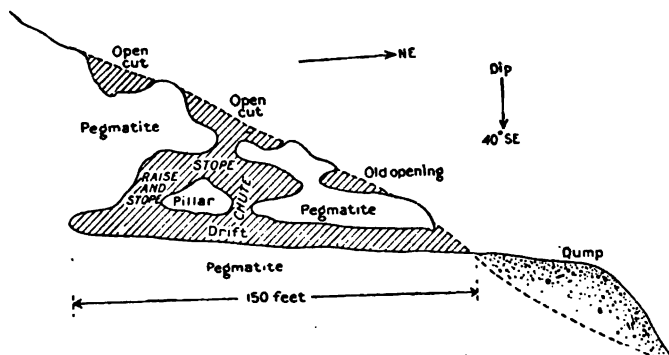 Open
cut
NE
Dip
40° SE
Open
cut
Pegmatite
STOPE
Old opening
RAISE
AND
STOPE
Pillar
CHUTE
Pegmatite
Drift
Pegmatite
Dump
150 feet